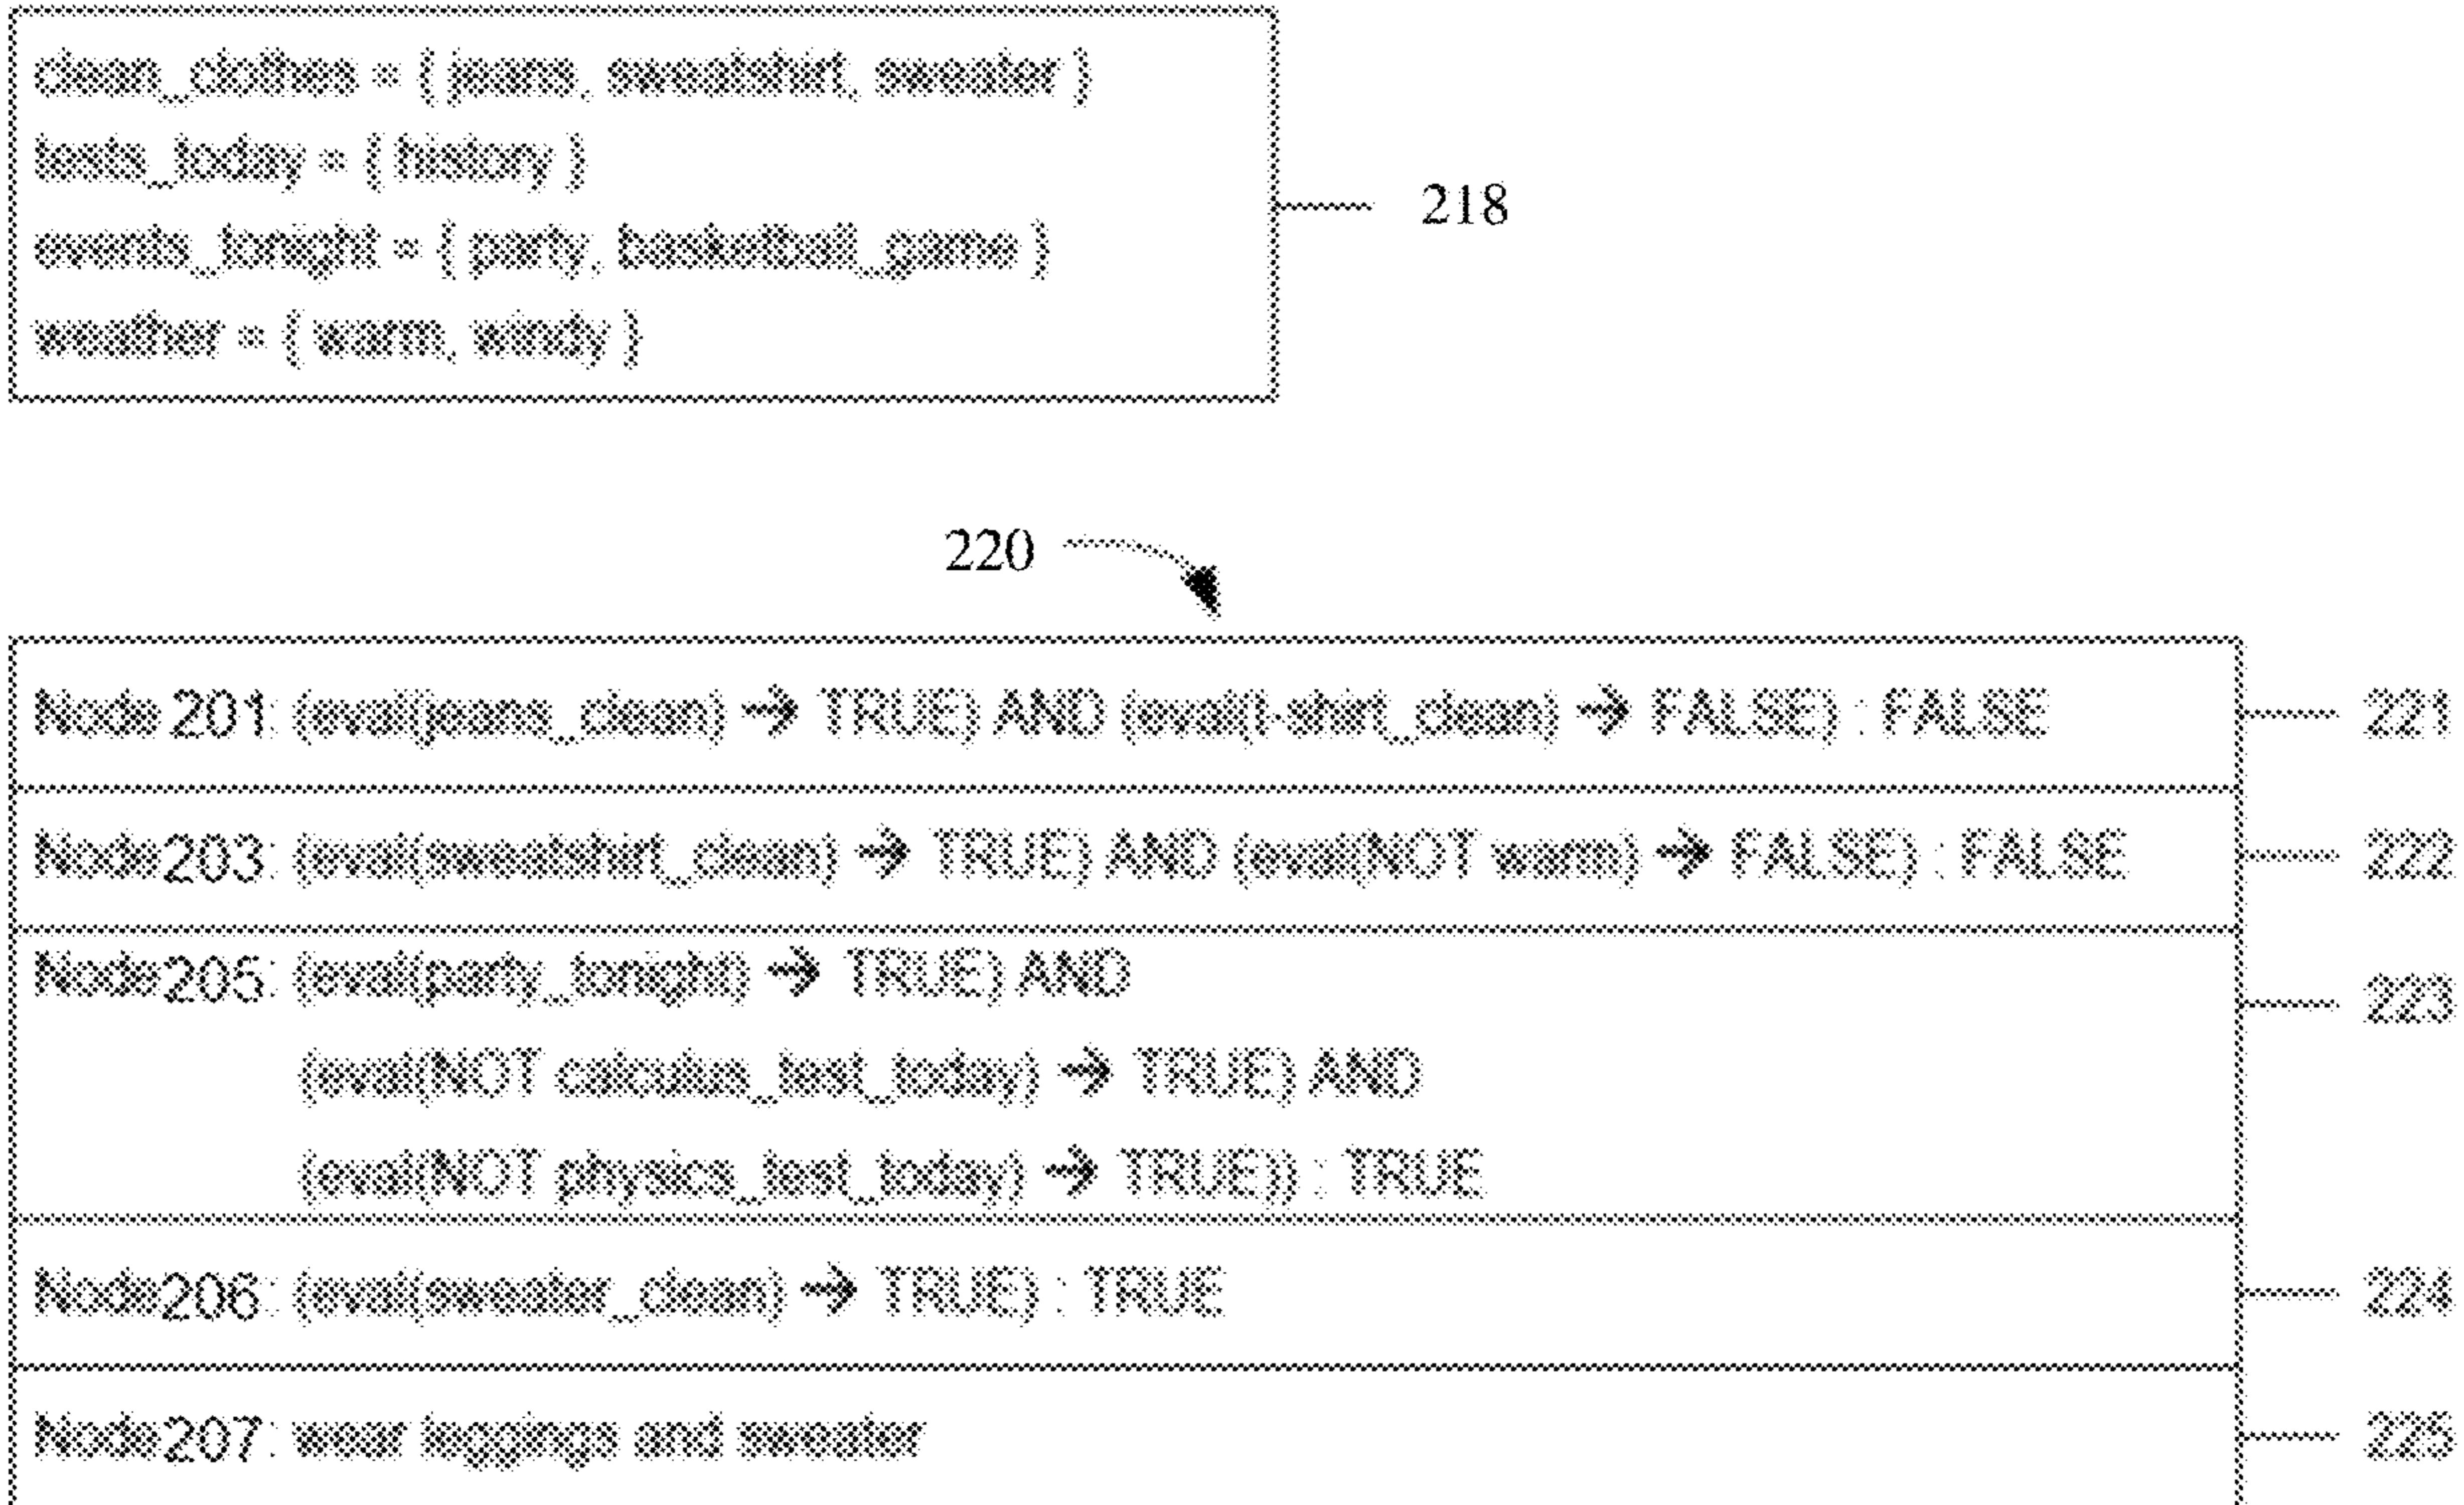 clean_clothes = { jeans, sweatshirt, sweater }
tests_today = { history }
events_tonight = { party, basketball_game }
weather = { warm, windy }
218
220
Node 201: (eval(jeans_clean) → TRUE) AND (eval(t-shirt_clean) → FALSE) : FALSE
221
Node 203: (eval(sweatshirt_clean) → TRUE) AND (eval(NOT warm) → FALSE) : FALSE
222
Node 205: (eval(party_tonight) → TRUE) AND
223
(eval(NOT calculus_test_today) → TRUE) AND
(eval(NOT physics_test_today) → TRUE)) : TRUE
Node 206: (eval(sweater_clean) → TRUE) : TRUE
224
Node 207: wear leggings and sweater
225